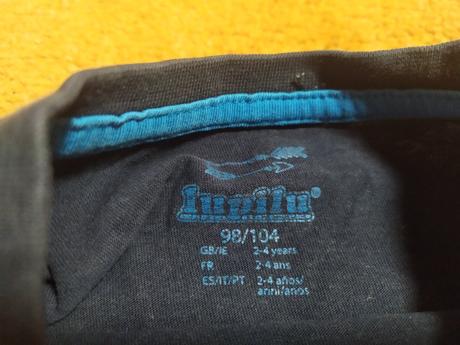 lupilu®
98/104
GB/IE 2-4 years
FR 2-4 ans
ES/IT/PT 2-4 años/
anni/anos